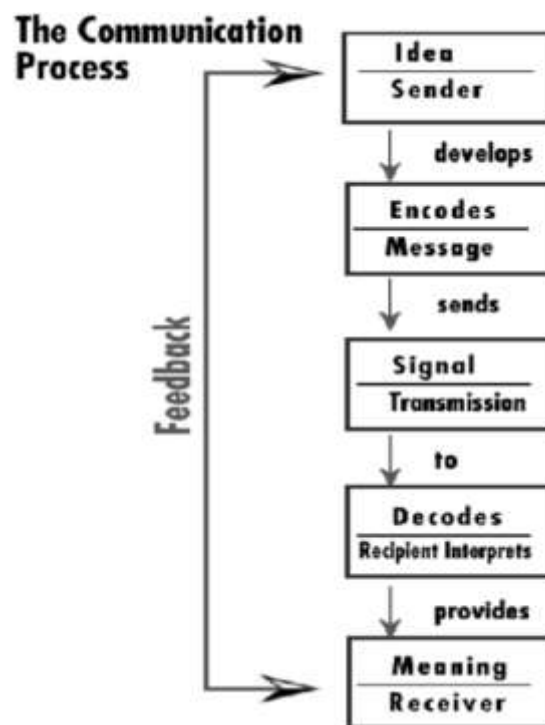 The Communication
Process
Idea
Sender
develops
Encodes
Message
sends
Signal
Transmission
to
Decodes
Recipient Interprets
provides
Meaning
Receiver
Feedback